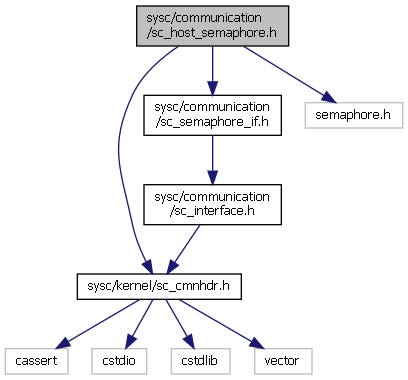 sysc/communication
/sc_host_semaphore.h
sysc/communication
/sc_semaphore_if.h
semaphore.h
sysc/communication
/sc_interface.h
sysc/kernel/sc_cmnhdr.h
cassert
cstdio
cstdlib
vector